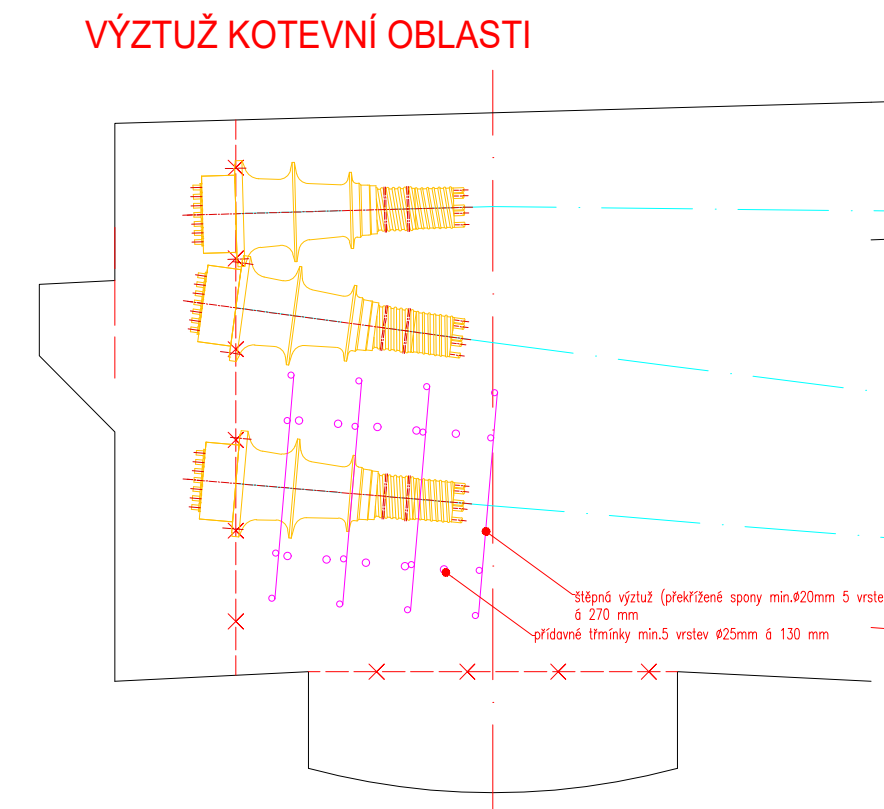 VÝZTUŽ KOTEVNÍ OBLASTI
štěpná výztuž (překřížené spony min.ø20mm 5 vrste
á 270 mm
přídavné třmínky min.5 vrstev ø25mm á 130 mm